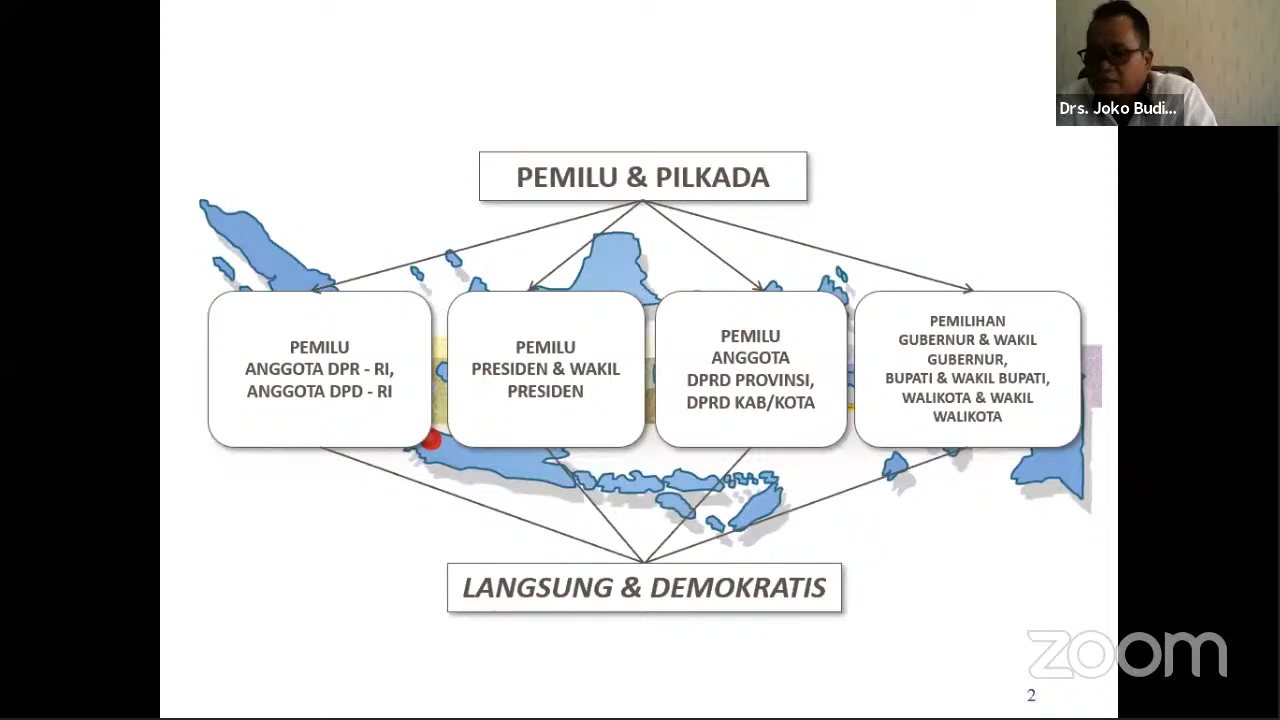 Drs. Joko Budi...
PEMILU & PILKADA
PEMILU
ANGGOTA DPR - RI,
ANGGOTA DPD - RI
PEMILU
PRESIDEN & WAKIL
PRESIDEN
PEMILU
ANGGOTA
DPRD PROVINSI,
DPRD KAB/KOTA
PEMILIHAN
GUBERNUR & WAKIL
GUBERNUR,
BUPATI & WAKIL BUPATI,
WALIKOTA & WAKIL
WALIKOTA
LANGSUNG & DEMOKRATIS
zoom
2